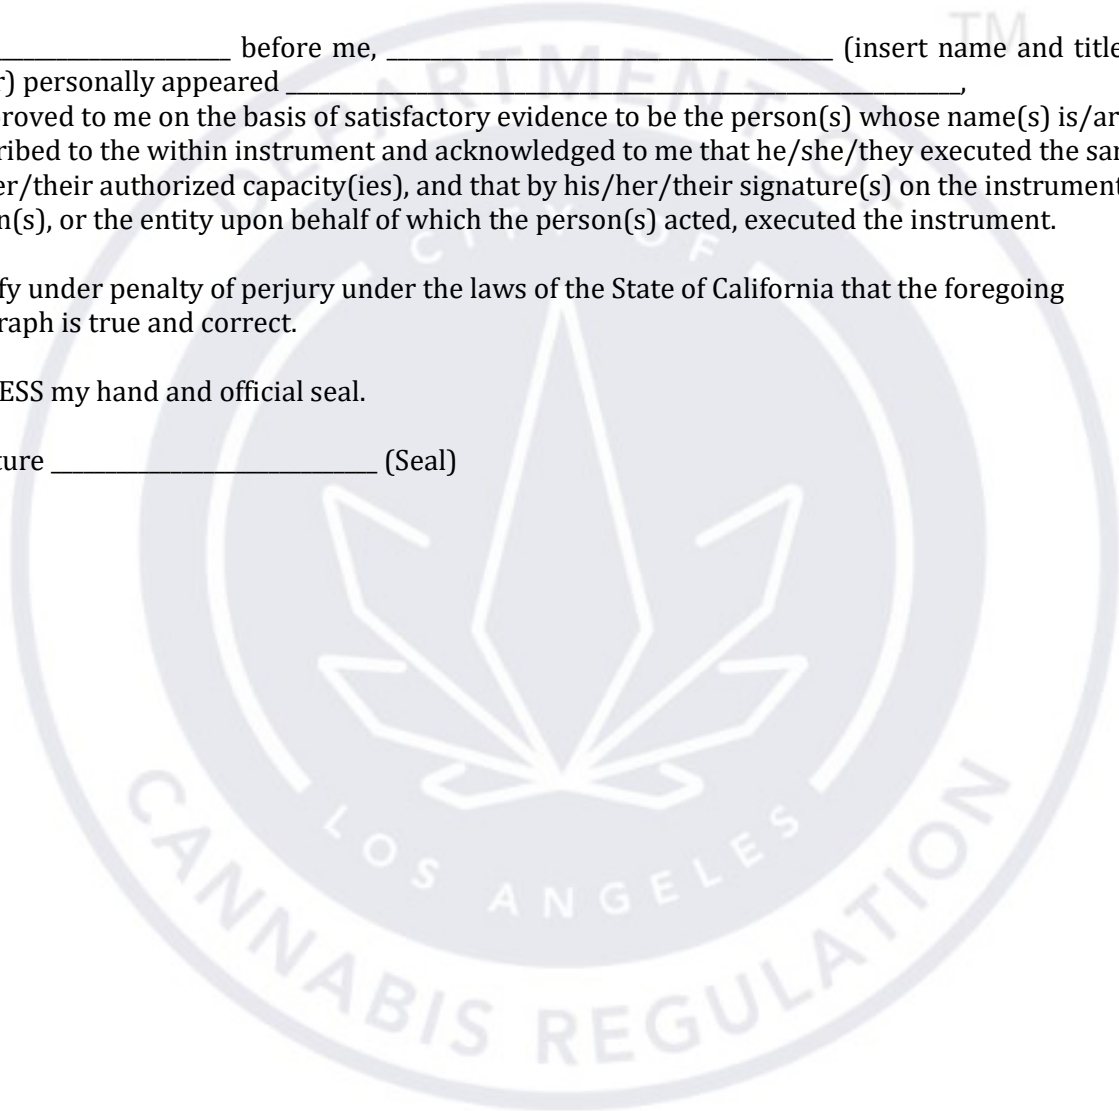 ____________________ before me, ________________________________ (insert name and title
r) personally appeared ________________________________________________,
roved to me on the basis of satisfactory evidence to be the person(s) whose name(s) is/ar
ribed to the within instrument and acknowledged to me that he/she/they executed the sa
er/their authorized capacity(ies), and that by his/her/their signature(s) on the instrument
n(s), or the entity upon behalf of which the person(s) acted, executed the instrument.
fy under penalty of perjury under the laws of the State of California that the foregoing
raph is true and correct.
ESS my hand and official seal.
ture ________________________ (Seal)
TM
DEPARTMENT OF
CITY OF
LOS ANGELES
CANNABIS REGULATION